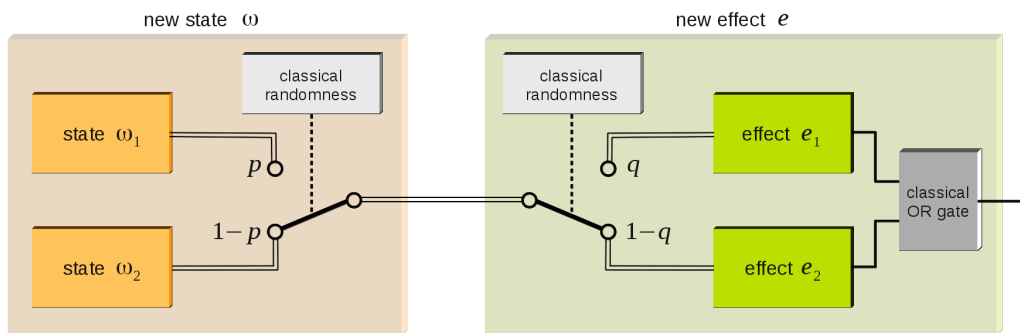 new state ω
new effect e
classical
randomness
classical
randomness
state ω₁
effect e₁
p
q
classical
OR gate
1−p
1−q
state ω₂
effect e₂